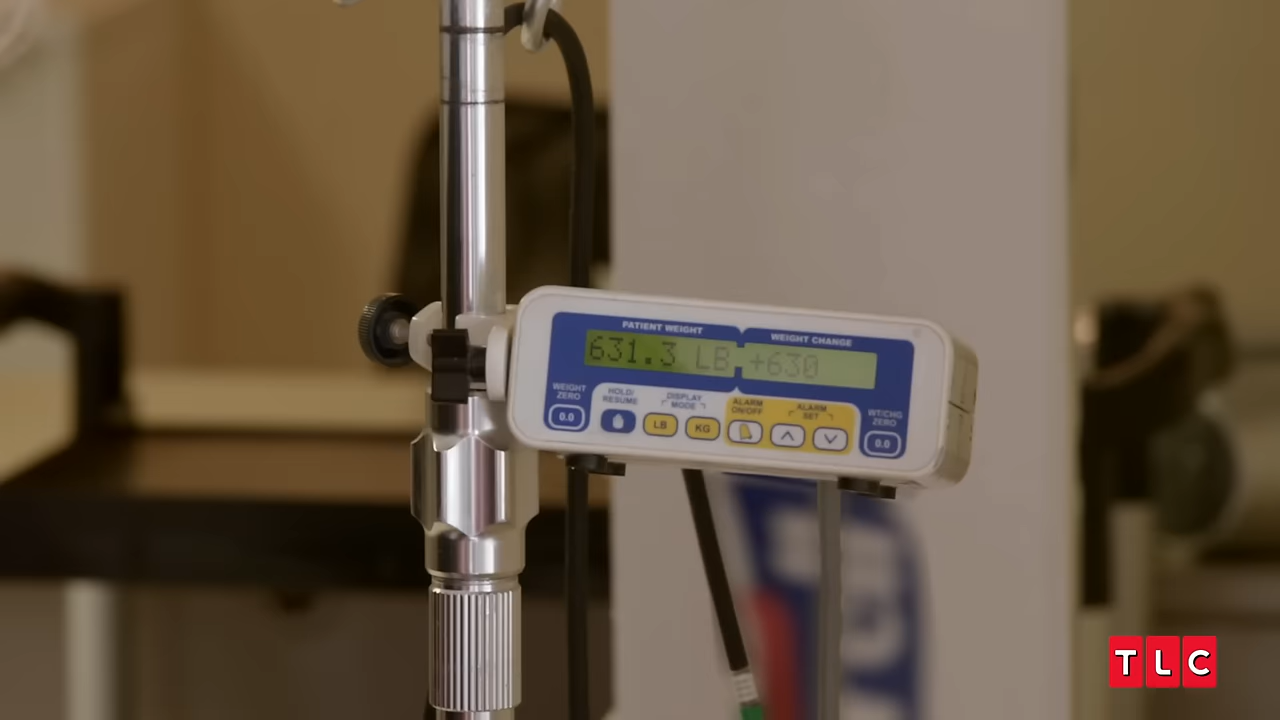 PATIENT WEIGHT
WEIGHT CHANGE
631.3 LB +630
WEIGHT ZERO
0.0
HOLD/ RESUME
DISPLAY MODE
LB
KG
ALARM ON/OFF
ALARM SET
WT/CHG ZERO
0.0
TLC